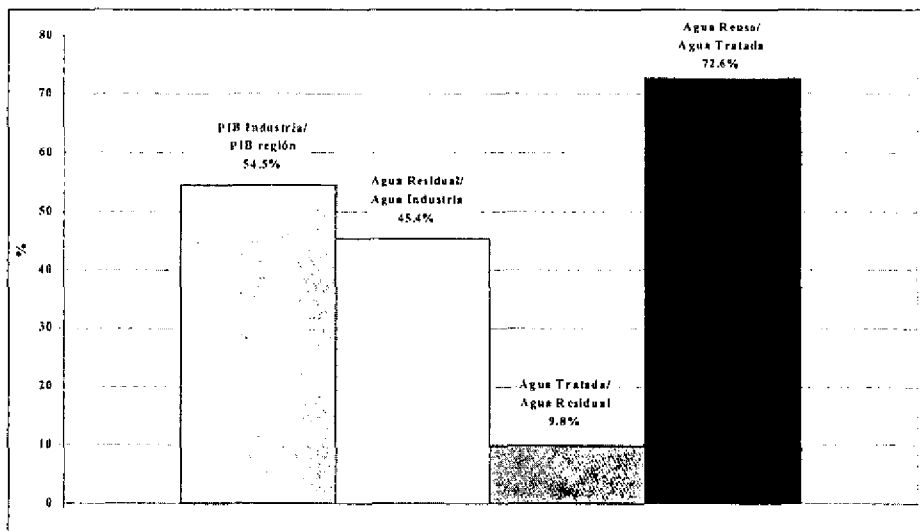 80
70
60
50
40
30
20
10
0
%
PIB Industria/
PIB región
54.5%
Agua Residual/
Agua Industria
45.4%
Agua Tratada/
Agua Residual
9.8%
Agua Reuso/
Agua Tratada
72.6%